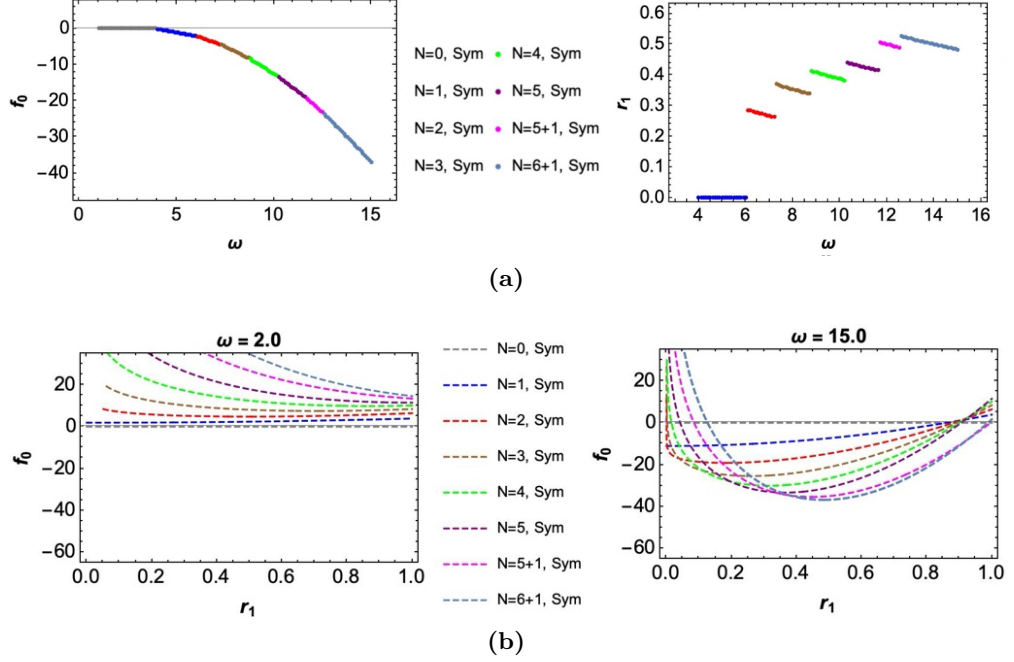 0
−10
−20
−30
−40
f0
0 5 10 15
ω
N=0, Sym N=4, Sym
N=1, Sym N=5, Sym
N=2, Sym N=5+1, Sym
N=3, Sym N=6+1, Sym
0.6
0.5
0.4
0.3
0.2
0.1
0.0
r1
4 6 8 10 12 14 16
ω
(a)
ω = 2.0
20
0
−20
−40
−60
f0
0.0 0.2 0.4 0.6 0.8 1.0
r1
N=0, Sym
N=1, Sym
N=2, Sym
N=3, Sym
N=4, Sym
N=5, Sym
N=5+1, Sym
N=6+1, Sym
ω = 15.0
20
0
−20
−40
−60
f0
0.0 0.2 0.4 0.6 0.8 1.0
r1
(b)